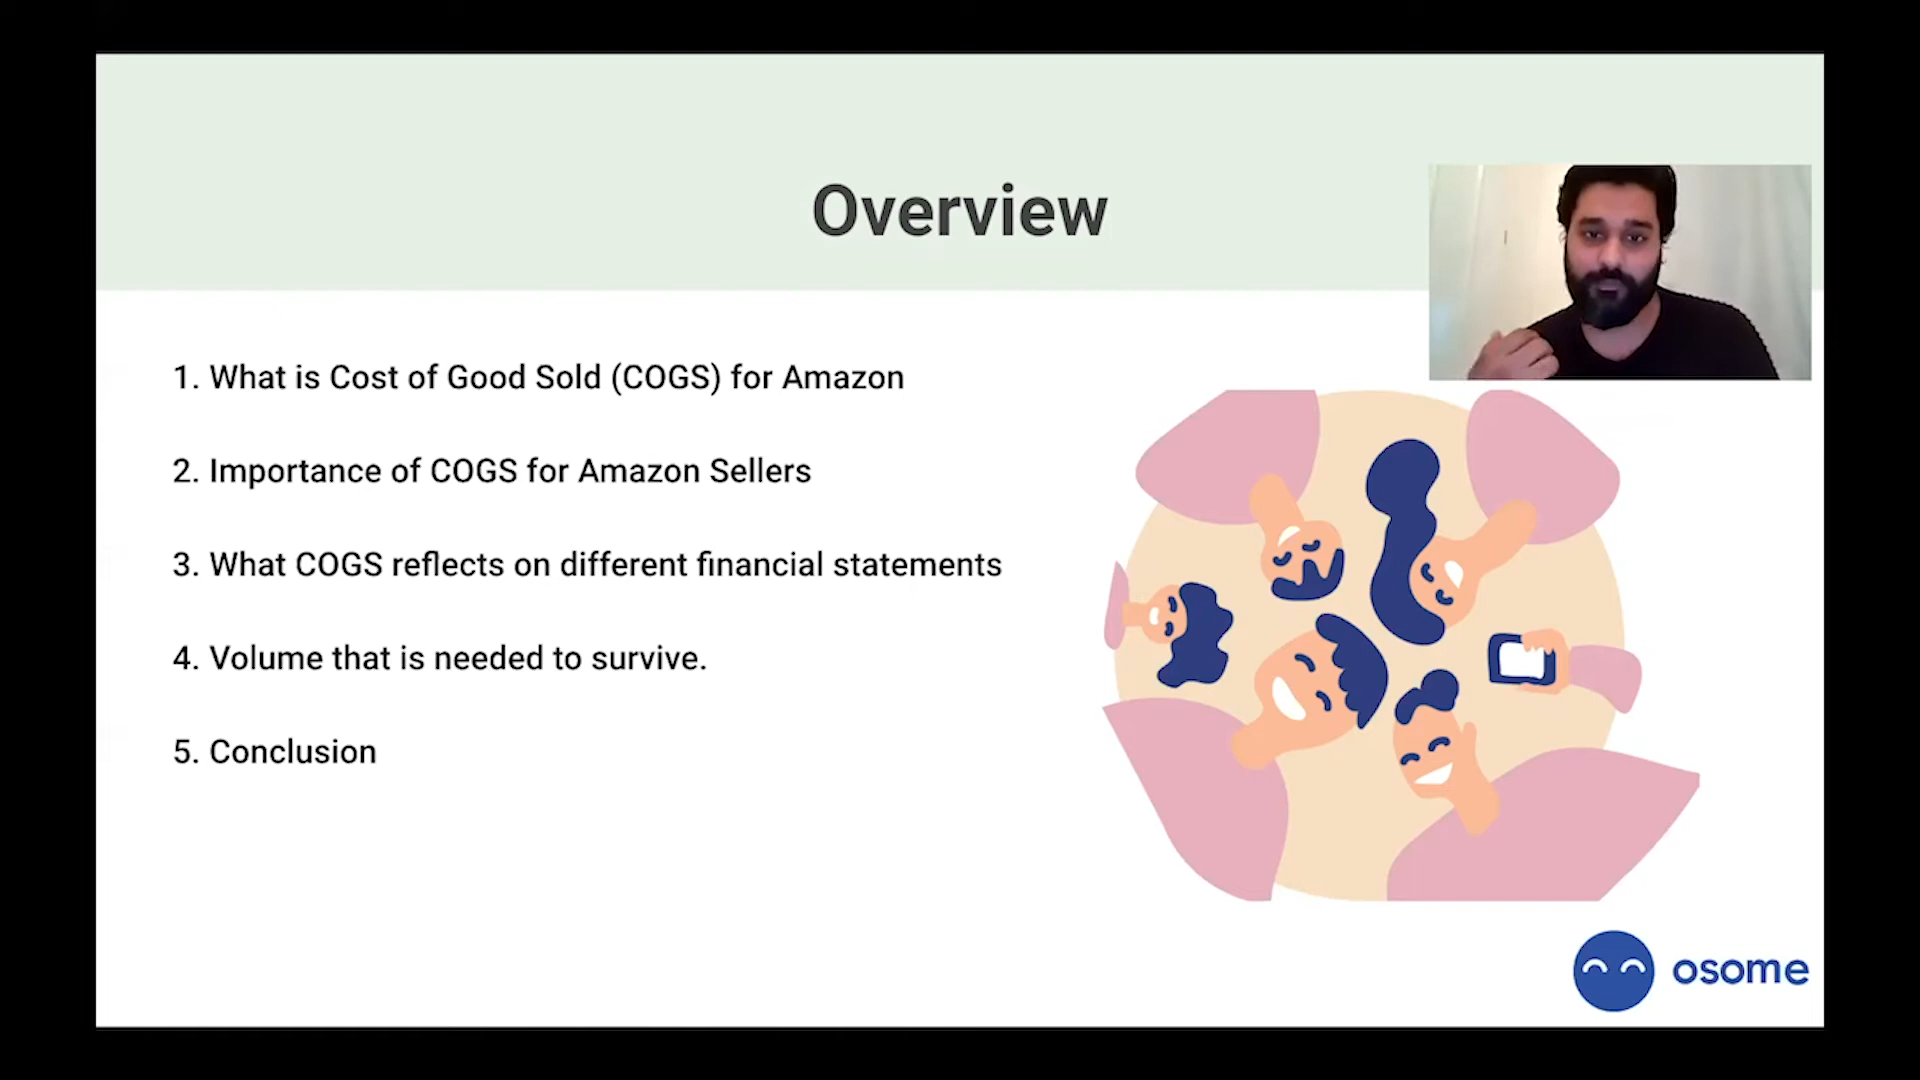 Overview
1. What is Cost of Good Sold (COGS) for Amazon
2. Importance of COGS for Amazon Sellers
3. What COGS reflects on different financial statements
4. Volume that is needed to survive.
5. Conclusion
osome